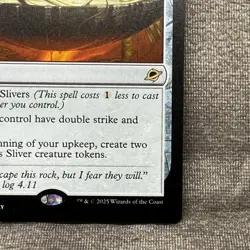 Slivers (This spell costs 1 less to cast
er you control.)
control have double strike and
nning of your upkeep, create two
s Sliver creature tokens.
cape this rock, but I fear they will."
log 4.11
Y
™ & © 2025 Wizards of the Coast